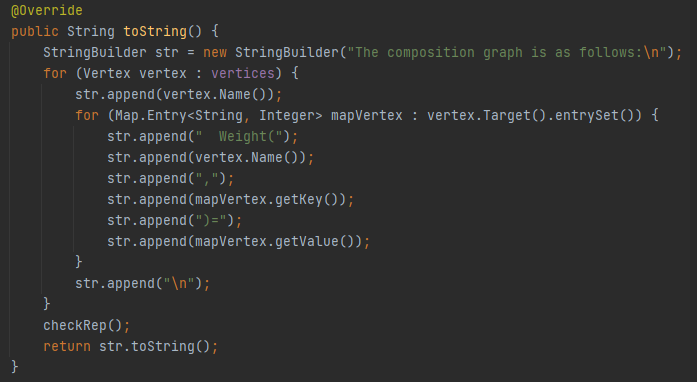 @Override
public String toString() {
    StringBuilder str = new StringBuilder("The composition graph is as follows:\n");
    for (Vertex vertex : vertices) {
        str.append(vertex.Name());
        for (Map.Entry<String, Integer> mapVertex : vertex.Target().entrySet()) {
            str.append("  Weight(");
            str.append(vertex.Name());
            str.append(",");
            str.append(mapVertex.getKey());
            str.append(")=");
            str.append(mapVertex.getValue());
        }
        str.append("\n");
    }
    checkRep();
    return str.toString();
}